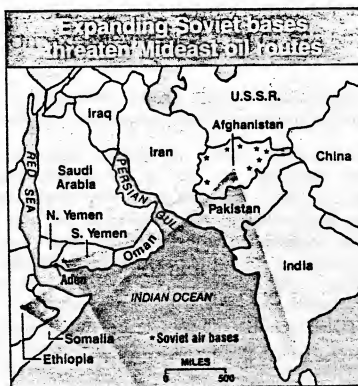 Expanding Soviet bases
threaten Mideast oil routes
U.S.S.R.
Afghanistan
Iraq
Iran
China
RED SEA
Saudi
Arabia
PERSIAN
GULF
Pakistan
N. Yemen
S. Yemen
Oman
India
Aden
INDIAN OCEAN
*Soviet air bases
Somalia
Ethiopia
MILES
0 500